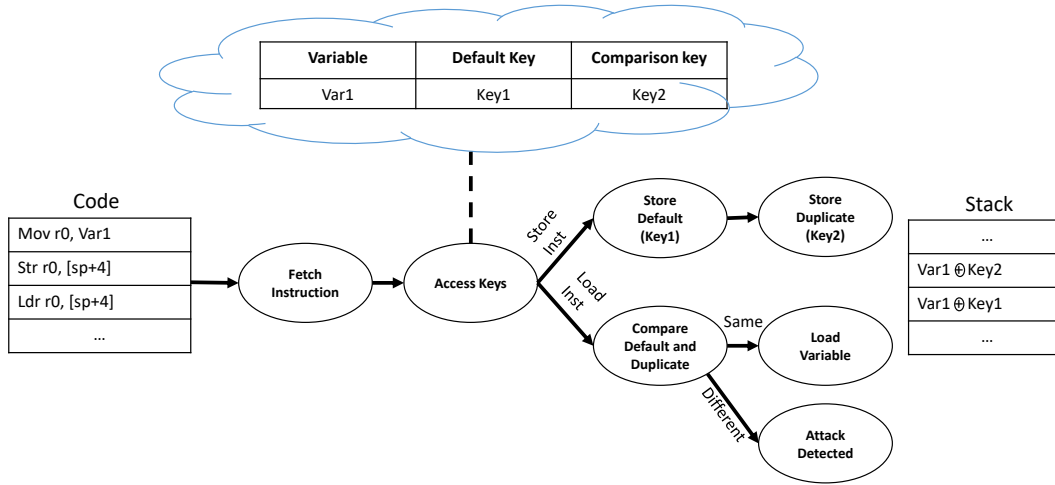 Variable Default Key Comparison key
Var1 Key1 Key2
Code
Mov r0, Var1
Str r0, [sp+4]
Ldr r0, [sp+4]
...
Fetch
Instruction
Access Keys
Store
Inst
Load
Inst
Store
Default
(Key1)
Store
Duplicate
(Key2)
Compare
Default and
Duplicate
Same
Different
Load
Variable
Attack
Detected
Stack
...
Var1 ⊕ Key2
Var1 ⊕ Key1
...